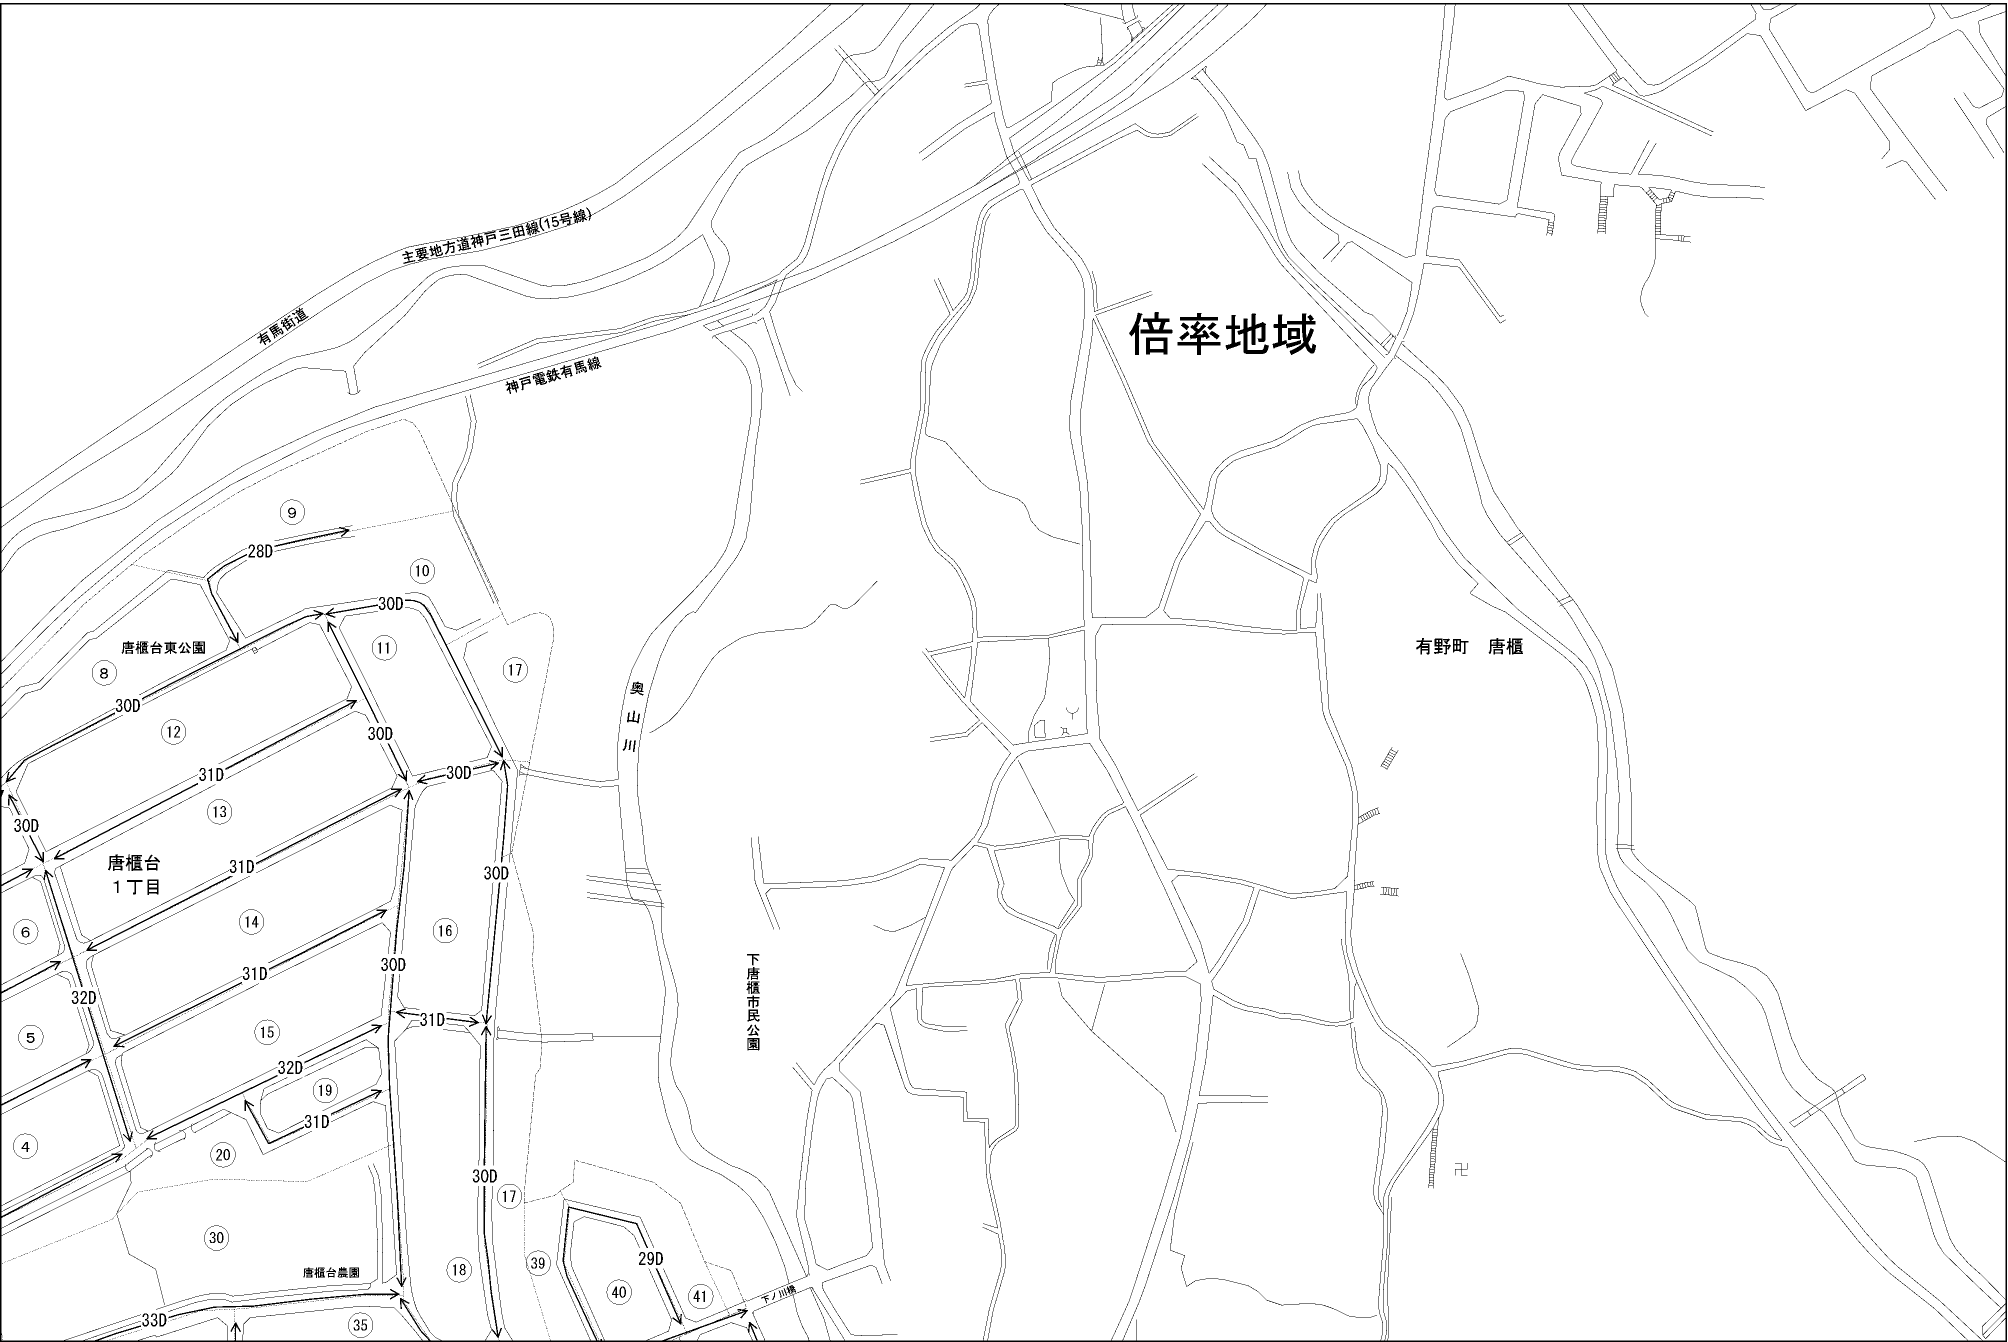 主要地方道神戸三田線(15号線)
有馬街道
倍率地域
神戸電鉄有馬線
⑨
28D
⑩
30D
唐櫃台東公園
⑪
⑧
⑰
有野町 唐櫃
奥山川
30D
⑫
30D
31D
30D
⑬
30D
唐櫃台
1丁目
31D
30D
⑥
⑭
⑯
30D
31D
下唐櫃市民公園
32D
⑤
⑮
31D
32D
⑲
31D
④
⑳
卍
30D
⑰
㉚
㊴
29D
唐櫃台農園
⑱
㊵
㊶
下ノ川橋
33D
㉟